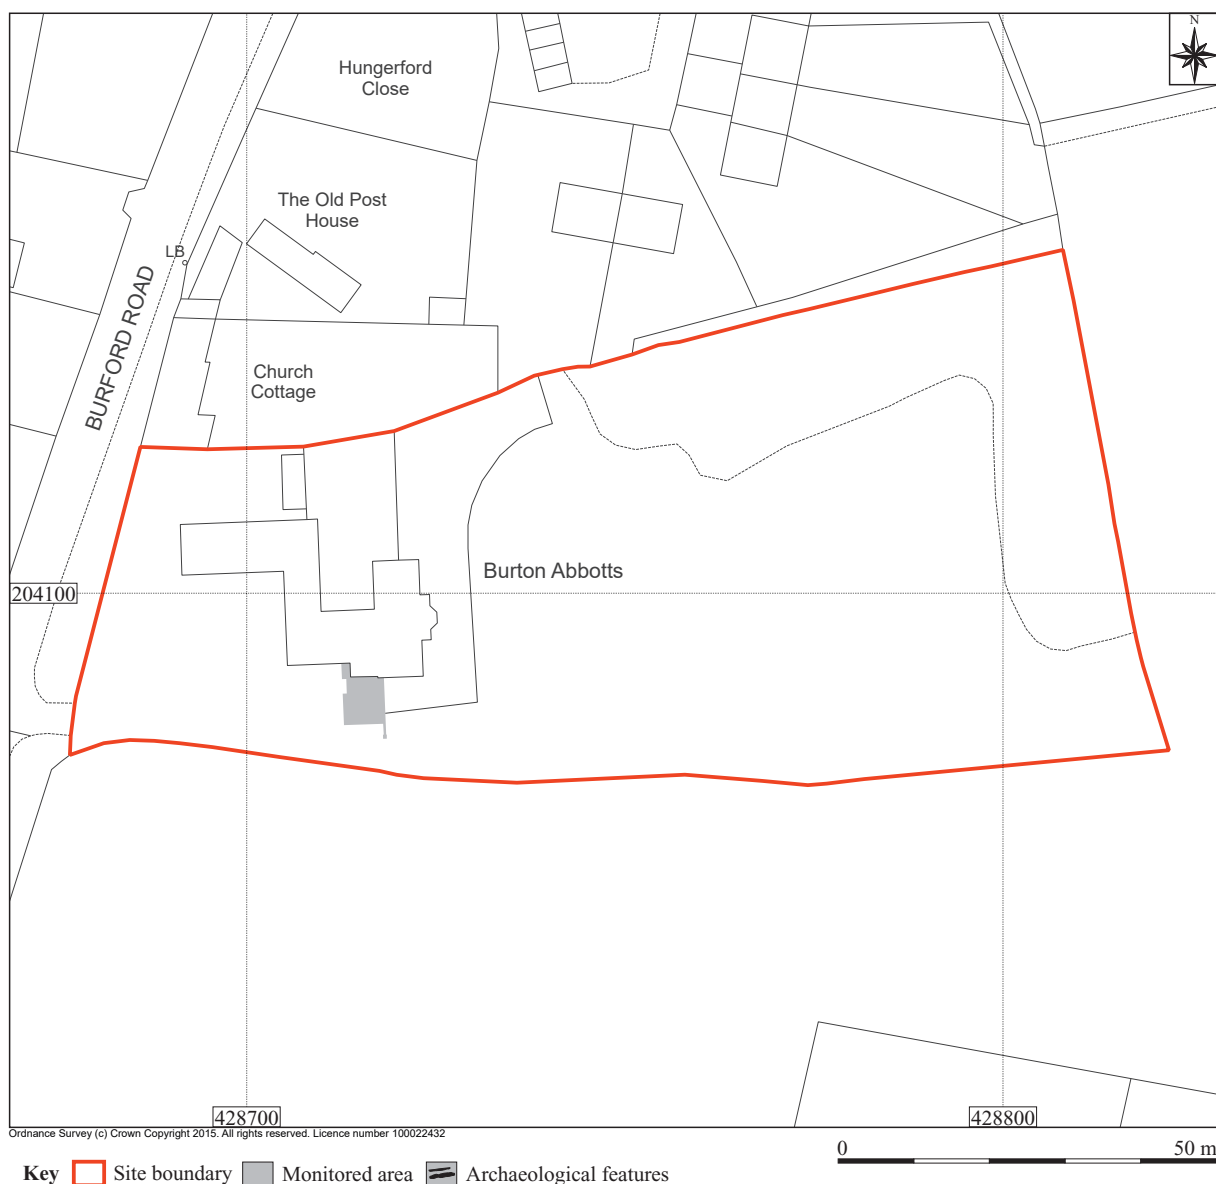 N
Hungerford
Close
The Old Post
House
LB
BURFORD ROAD
Church
Cottage
Burton Abbotts
204100
428700
428800
Ordnance Survey (c) Crown Copyright 2015. All rights reserved. Licence number 100022432
0 50 m
Key Site boundary Monitored area Archaeological features